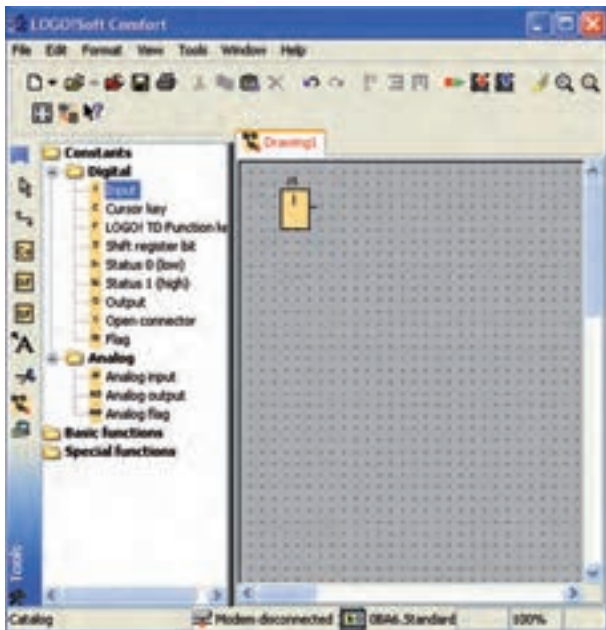 LOGO!Soft Comfort
File Edit Format View Tools Window Help
Drawing1
Constants
Digital
Input
Cursor key
LOGO! TD Function ke
Shift register bit
Status 0 (low)
Status 1 (high)
Output
Open connector
Flag
Analog
Analog input
Analog output
Analog flag
Basic functions
Special functions
I1
I
Tools
Catalog
Modem disconnected
0BA6.Standard
100%